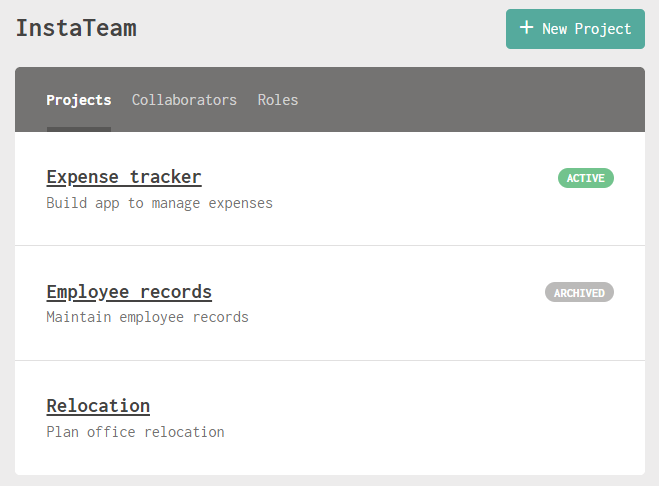 InstaTeam
+ New Project
Projects Collaborators Roles
Expense tracker
ACTIVE
Build app to manage expenses
Employee records
ARCHIVED
Maintain employee records
Relocation
Plan office relocation